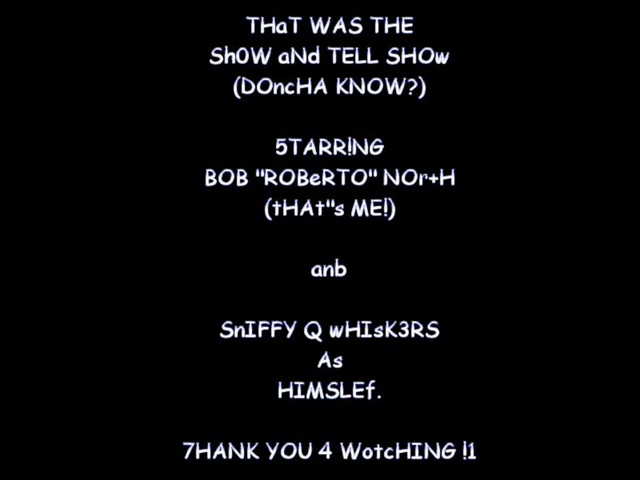 THaT WAS THE
Sh0W aNd TELL SHOw
(DOncHA KNOW?)
5TARR!NG
BOB "ROBeRTO" NOr+H
(tHAt"s ME!)
anb
SnIFFY Q wHIsK3RS
As
HIMSLEf.
7HANK YOU 4 WotcHING !1